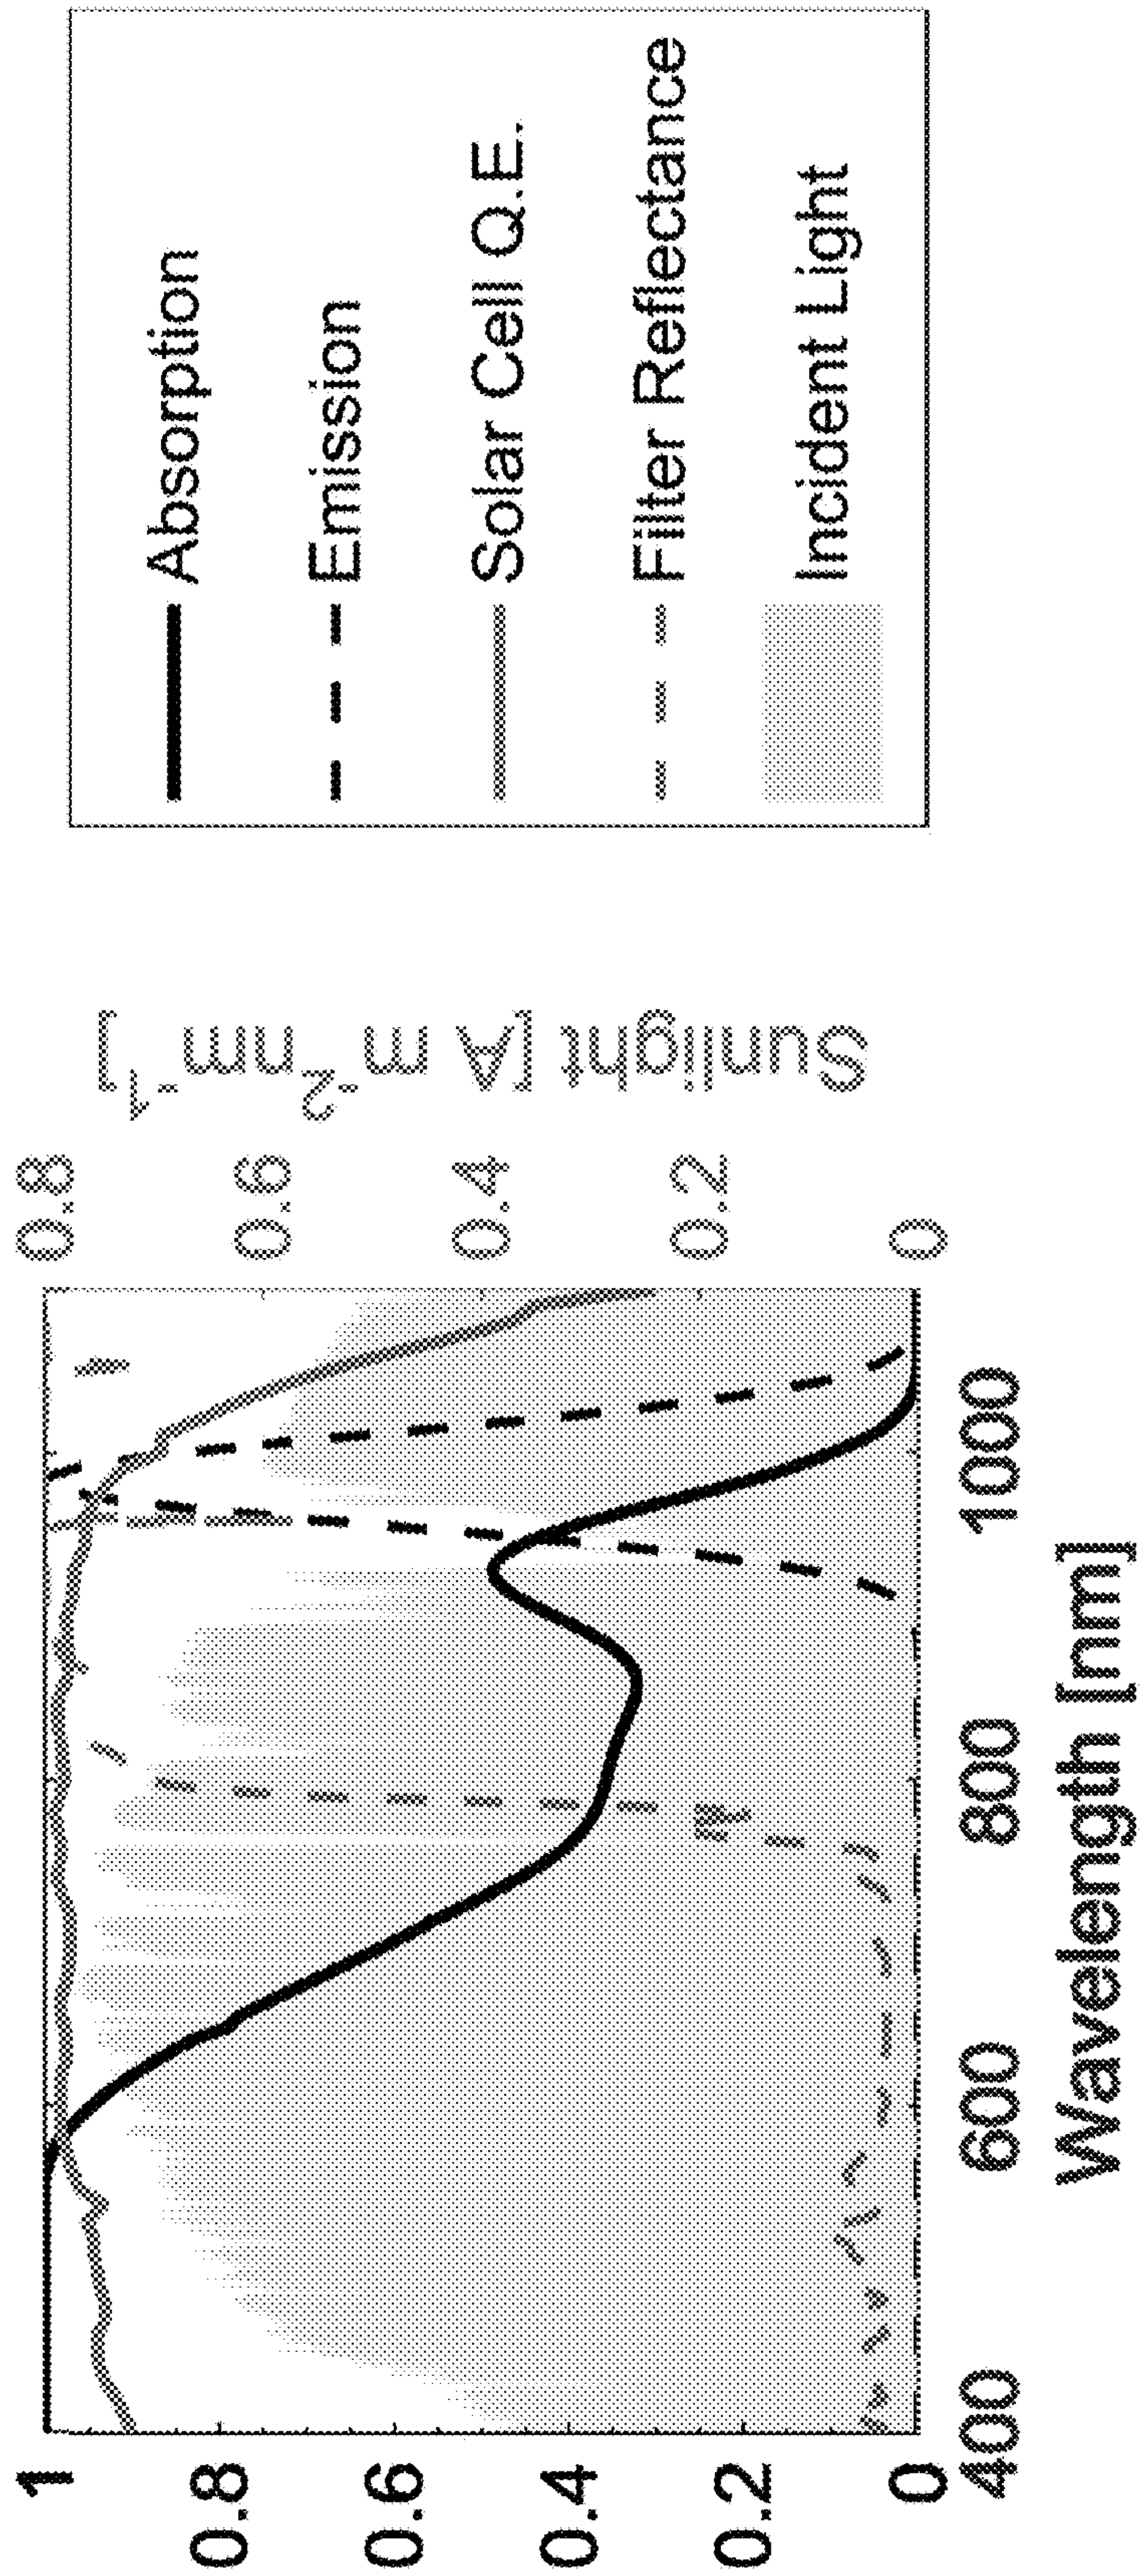 1
0.8
0.6
0.4
0.2
0
400
600
800
1000
Wavelength [nm]
0.8
0.6
0.4
0.2
0
Sunlight [A m⁻²nm⁻¹]
Absorption
Emission
Solar Cell Q.E.
Filter Reflectance
Incident Light